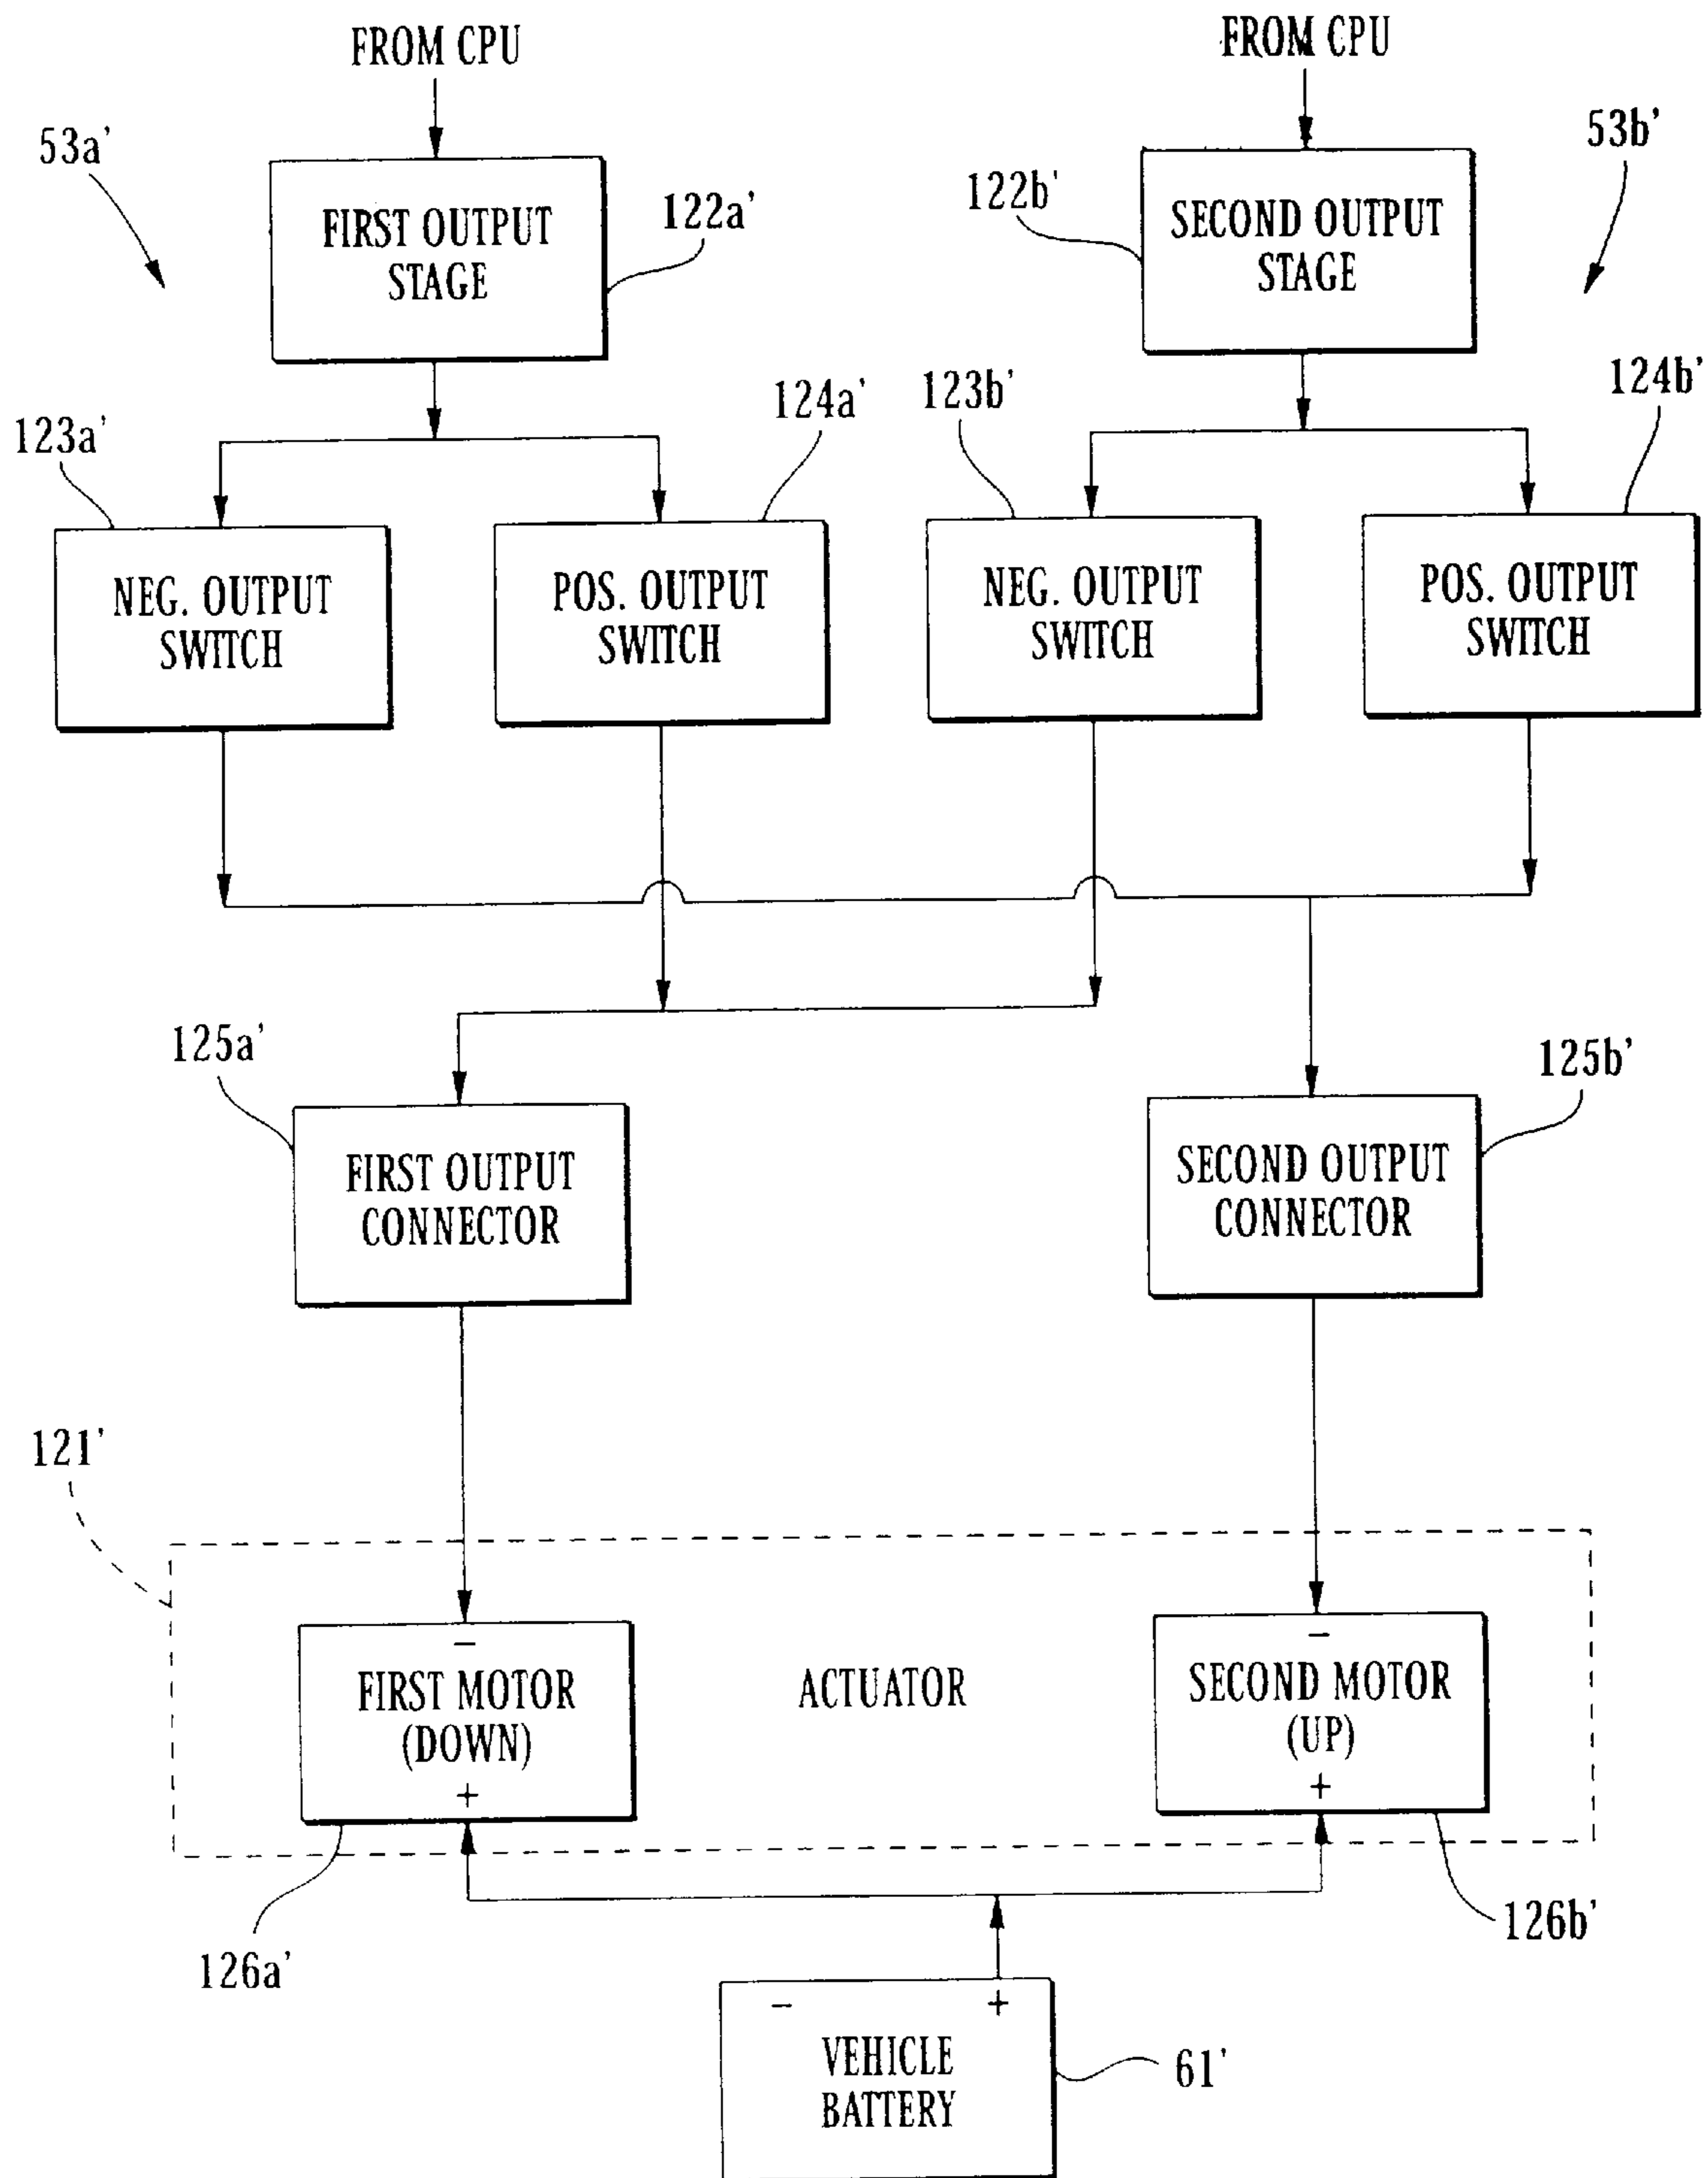 FROM CPU
FROM CPU
53a'
53b'
122a'
122b'
FIRST OUTPUT
STAGE
SECOND OUTPUT
STAGE
123a'
124a'
123b'
124b'
NEG. OUTPUT
SWITCH
POS. OUTPUT
SWITCH
NEG. OUTPUT
SWITCH
POS. OUTPUT
SWITCH
125a'
125b'
FIRST OUTPUT
CONNECTOR
SECOND OUTPUT
CONNECTOR
121'
−
FIRST MOTOR
(DOWN)
+
ACTUATOR
−
SECOND MOTOR
(UP)
+
126a'
126b'
− +
VEHICLE
BATTERY
61'